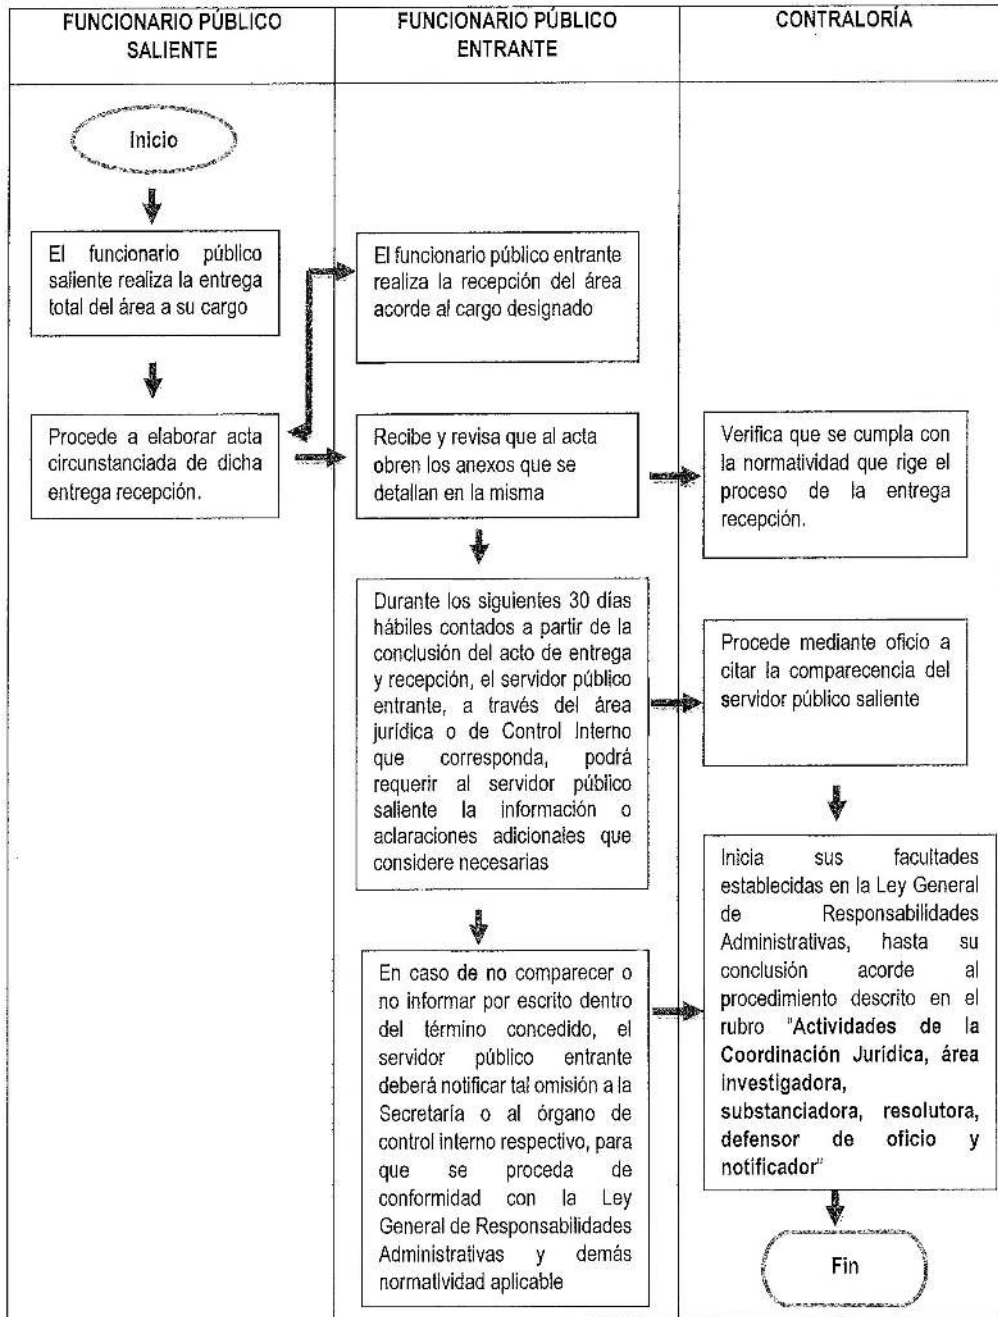 FUNCIONARIO PÚBLICO
SALIENTE
FUNCIONARIO PÚBLICO
ENTRANTE
CONTRALORÍA
Inicio
El funcionario público
saliente realiza la entrega
total del área a su cargo
El funcionario público entrante
realiza la recepción del área
acorde al cargo designado
Procede a elaborar acta
circunstanciada de dicha
entrega recepción.
Recibe y revisa que al acta
obren los anexos que se
detallan en la misma
Verifica que se cumpla con
la normatividad que rige el
proceso de la entrega
recepción.
Durante los siguientes 30 días
hábiles contados a partir de la
conclusión del acto de entrega
y recepción, el servidor público
entrante, a través del área
jurídica o de Control Interno
que corresponda, podrá
requerir al servidor público
saliente la información o
aclaraciones adicionales que
considere necesarias
Procede mediante oficio a
citar la comparecencia del
servidor público saliente
Inicia sus facultades
establecidas en la Ley General
de Responsabilidades
Administrativas, hasta su
conclusión acorde al
procedimiento descrito en el
rubro "Actividades de la
Coordinación Jurídica, área
investigadora,
substanciadora, resolutora,
defensor de oficio y
notificador"
En caso de no comparecer o
no informar por escrito dentro
del término concedido, el
servidor público entrante
deberá notificar tal omisión a la
Secretaría o al órgano de
control interno respectivo, para
que se proceda de
conformidad con la Ley
General de Responsabilidades
Administrativas y demás
normatividad aplicable
Fin